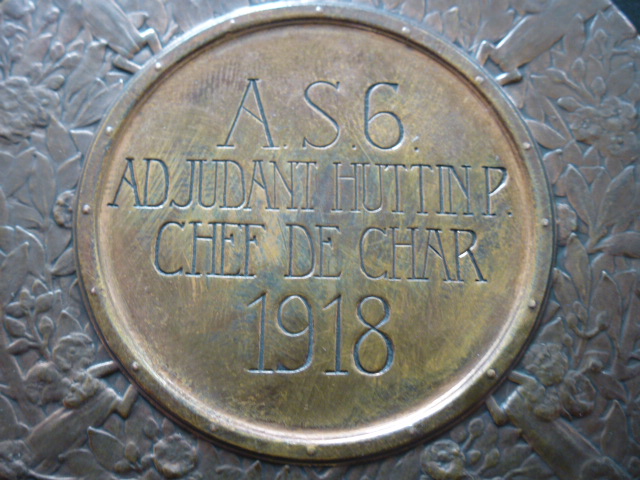 A.S.6.
ADJUDANT HUTTIN P.
CHEF DE CHAR
1918